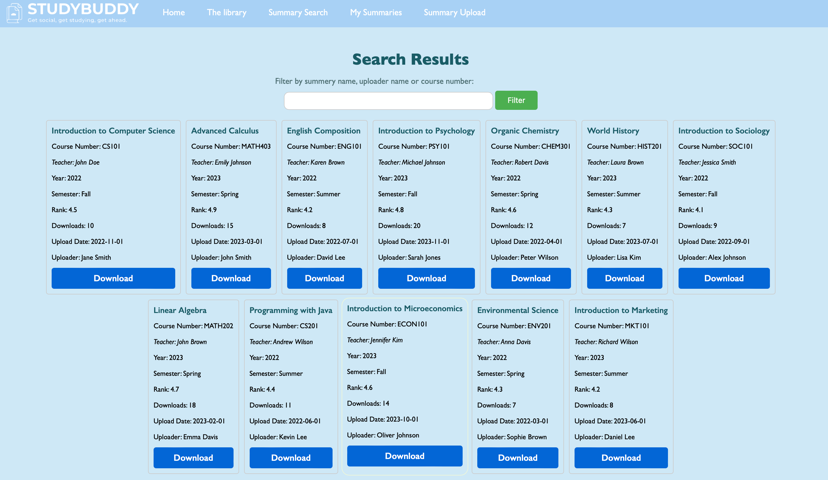 STUDYBUDDY
Get social, got studying, get ahead
Home
The library
Summary Search
My Summaries
Summary Upload
Search Results
Filter by summery name, uploader name or course number:
Filter
Introduction to Computer Science
Course Number: CS101
Teacher: John Doe
Year: 2022
Semester: Fall
Rank: 4.5
Downloads: 10
Upload Date: 2022-11-01
Uploader: Jane Smith
Download
Advanced Calculus
Course Number: MATH403
Teacher: Emily Johnson
Year: 2023
Semester: Spring
Rank: 4.9
Downloads: 15
Upload Date: 2023-03-01
Uploader: John Smith
Download
English Composition
Course Number: ENG101
Teacher: Karen Brown
Year: 2022
Semester: Summer
Rank: 4.2
Downloads: 8
Upload Date: 2022-07-01
Uploader: David Lee
Download
Introduction to Psychology
Course Number: PSY101
Teacher: Michael Johnson
Year: 2023
Semester: Fall
Rank: 4.8
Downloads: 20
Upload Date: 2023-11-01
Uploader: Sarah Jones
Download
Organic Chemistry
Course Number: CHEM301
Teacher: Robert Davis
Year: 2022
Semester: Spring
Rank: 4.6
Downloads: 12
Upload Date: 2022-04-01
Uploader: Peter Wilson
Download
World History
Course Number: HIST201
Teacher: Laura Brown
Year: 2023
Semester: Summer
Rank: 4.3
Downloads: 7
Upload Date: 2023-07-01
Uploader: Lisa Kim
Download
Introduction to Sociology
Course Number: SOC101
Teacher: Jessica Smith
Year: 2022
Semester: Fall
Rank: 4.1
Downloads: 9
Upload Date: 2022-09-01
Uploader: Alex Johnson
Download
Linear Algebra
Course Number: MATH202
Teacher: John Brown
Year: 2023
Semester: Spring
Rank: 4.7
Downloads: 18
Upload Date: 2023-02-01
Uploader: Emma Davis
Download
Programming with Java
Course Number: CS201
Teacher: Andrew Wilson
Year: 2022
Semester: Summer
Rank: 4.4
Downloads: 11
Upload Date: 2022-06-01
Uploader: Kevin Lee
Download
Introduction to Microeconomics
Course Number: ECON101
Teacher: Jennifer Kim
Year: 2023
Semester: Fall
Rank: 4.6
Downloads: 14
Upload Date: 2023-10-01
Uploader: Oliver Johnson
Download
Environmental Science
Course Number: ENV201
Teacher: Anna Davis
Year: 2022
Semester: Spring
Rank: 4.3
Downloads: 7
Upload Date: 2022-03-01
Uploader: Sophie Brown
Download
Introduction to Marketing
Course Number: MKT101
Teacher: Richard Wilson
Year: 2023
Semester: Summer
Rank: 4.2
Downloads: 8
Upload Date: 2023-06-01
Uploader: Daniel Lee
Download